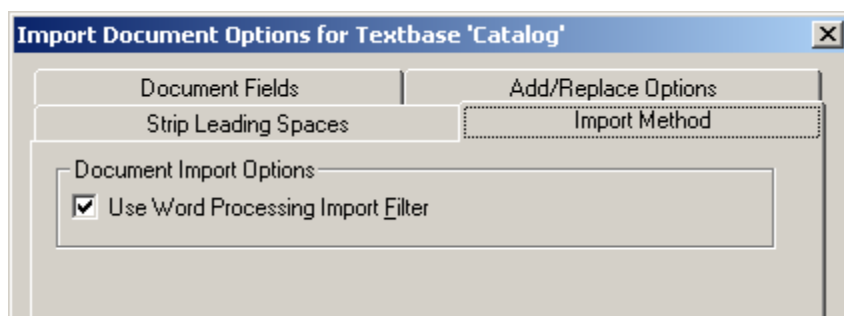 Import Document Options for Textbase 'Catalog'
Document Fields
Add/Replace Options
Strip Leading Spaces
Import Method
Document Import Options
Use Word Processing Import Filter